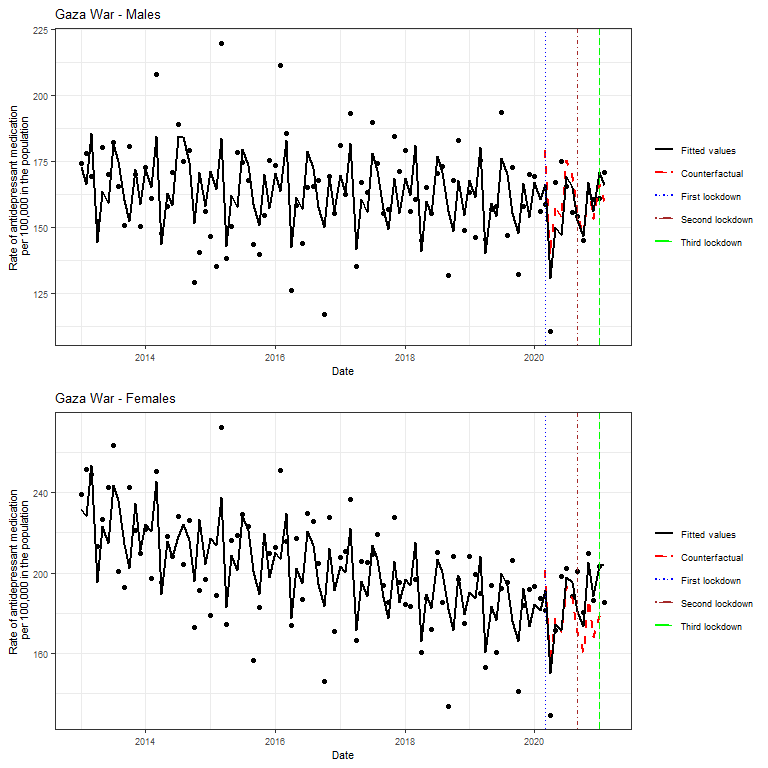 Gaza War - Males
Rate of antidepressant medication
per 100,000 in the population
225
200
175
150
125
2014
2016
2018
2020
Date
Fitted values
Counterfactual
First lockdown
Second lockdown
Third lockdown
Gaza War - Females
Rate of antidepressant medication
per 100,000 in the population
240
200
160
2014
2016
2018
2020
Date
Fitted values
Counterfactual
First lockdown
Second lockdown
Third lockdown